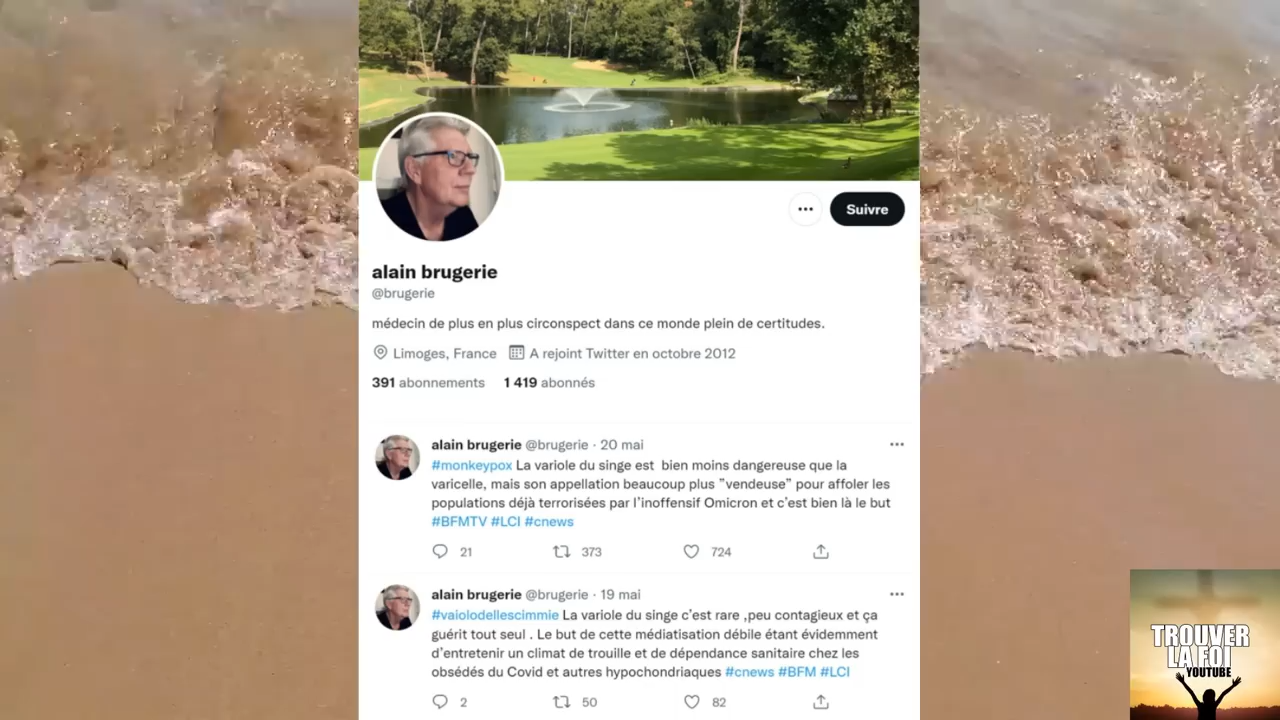 Suivre
alain brugerie
@brugerie
médecin de plus en plus circonspect dans ce monde plein de certitudes.
Limoges, France A rejoint Twitter en octobre 2012
391 abonnements 1 419 abonnés
alain brugerie @brugerie · 20 mai
#monkeypox La variole du singe est bien moins dangereuse que la
varicelle, mais son appellation beaucoup plus "vendeuse" pour affoler les
populations déjà terrorisées par l'inoffensif Omicron et c'est bien là le but
#BFMTV #LCI #cnews
21 373 724
alain brugerie @brugerie · 19 mai
#vaiolodellescimmie La variole du singe c'est rare ,peu contagieux et ça
guérit tout seul . Le but de cette médiatisation débile étant évidemment
d'entretenir un climat de trouille et de dépendance sanitaire chez les
obsédés du Covid et autres hypochondriaques #cnews #BFM #LCI
2 50 82
TROUVER
LA FOI
YOUTUBE